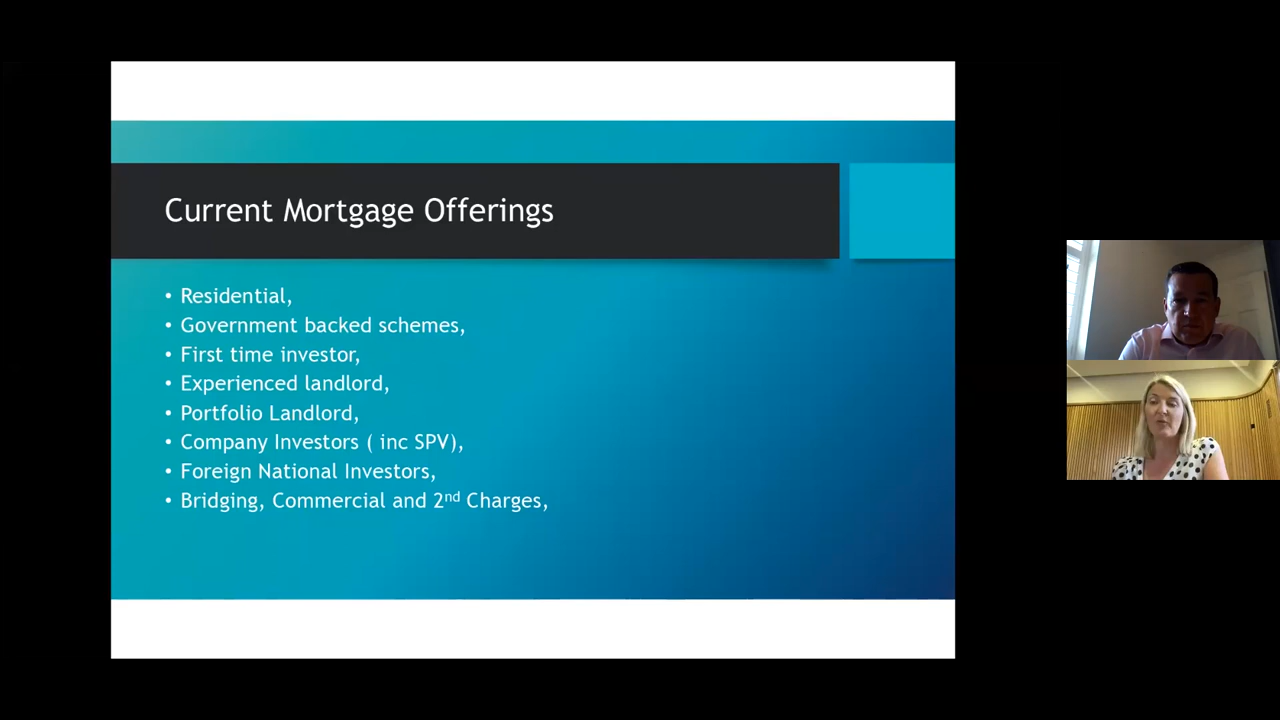 Current Mortgage Offerings
• Residential,
• Government backed schemes,
• First time investor,
• Experienced landlord,
• Portfolio Landlord,
• Company Investors ( inc SPV),
• Foreign National Investors,
• Bridging, Commercial and 2nd Charges,